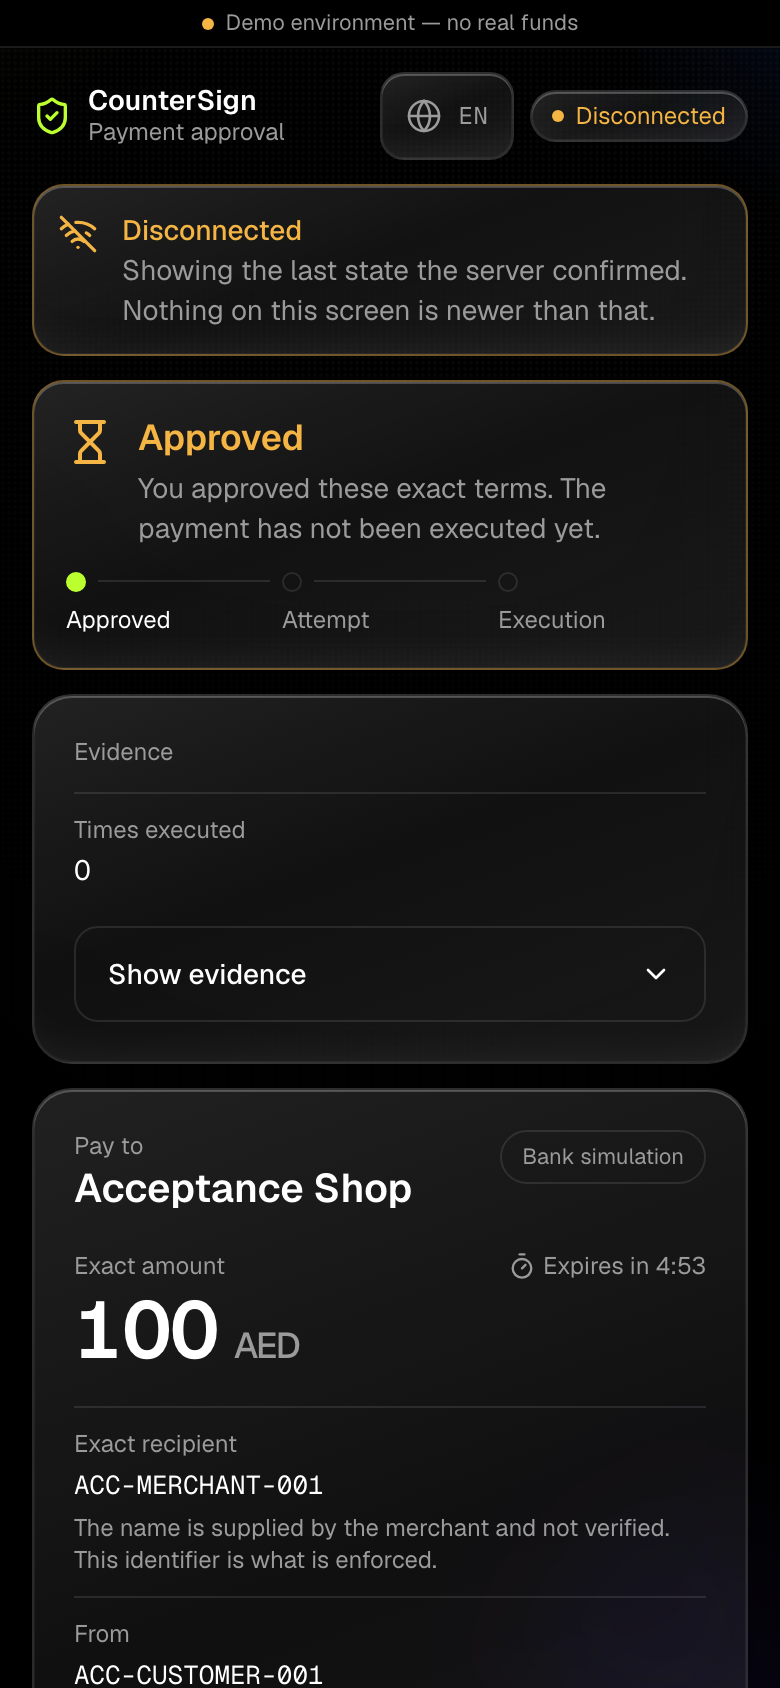 Demo environment — no real funds
CounterSign
Payment approval
EN
Disconnected
Disconnected
Showing the last state the server confirmed.
Nothing on this screen is newer than that.
Approved
You approved these exact terms. The
payment has not been executed yet.
Approved
Attempt
Execution
Evidence
Times executed
0
Show evidence
Pay to
Bank simulation
Acceptance Shop
Exact amount
Expires in 4:53
100 AED
Exact recipient
ACC-MERCHANT-001
The name is supplied by the merchant and not verified.
This identifier is what is enforced.
From
ACC-CUSTOMER-001